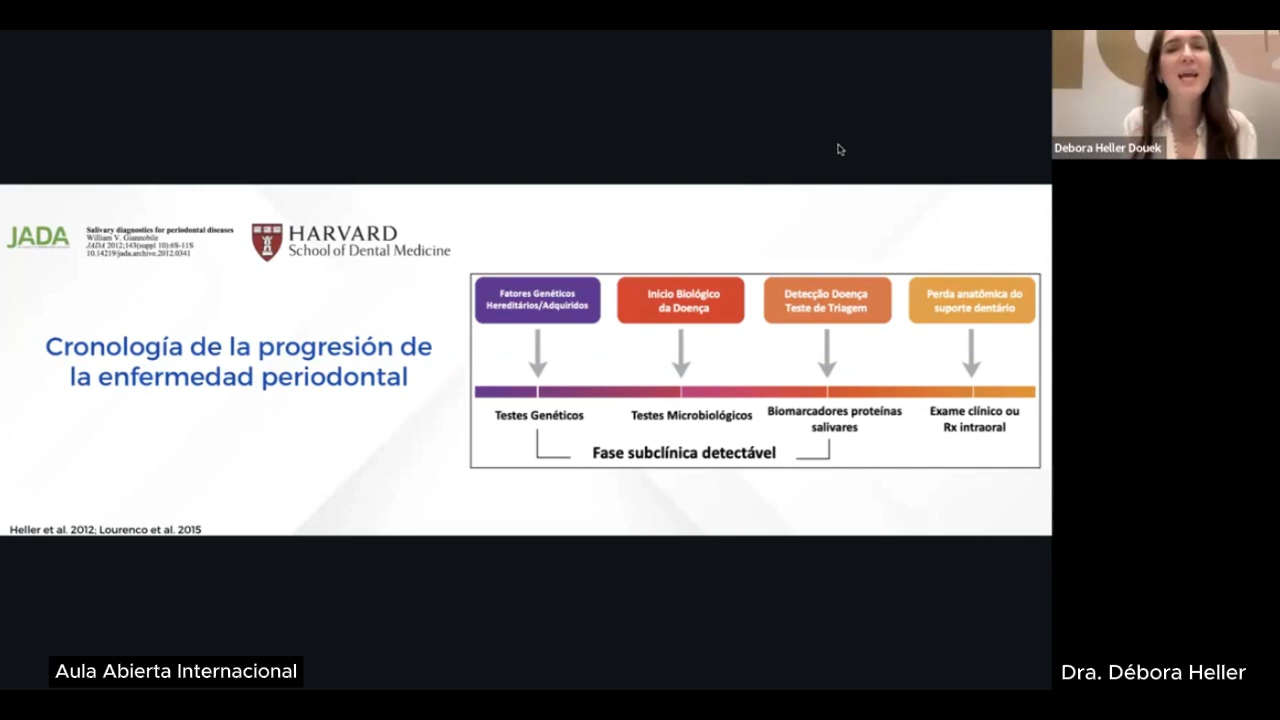 Debora Heller Douek
JADA
Salivary diagnostics for periodontal diseases
William V. Giannobile
JADA 2012;143(suppl 10):6S-11S
10.14219/jada.archive.2012.0341
HARVARD
School of Dental Medicine
Cronología de la progresión de
la enfermedad periodontal
Fatores Genéticos
Hereditários/Adquiridos
Inicio Biológico
da Doença
Detecção Doença
Teste de Triagem
Perda anatômica do
suporte dentário
Testes Genéticos
Testes Microbiológicos
Biomarcadores proteínas
salivares
Exame clínico ou
Rx intraoral
Fase subclínica detectável
Heller et al. 2012; Lourenco et al. 2015
Aula Abierta Internacional
Dra. Débora Heller